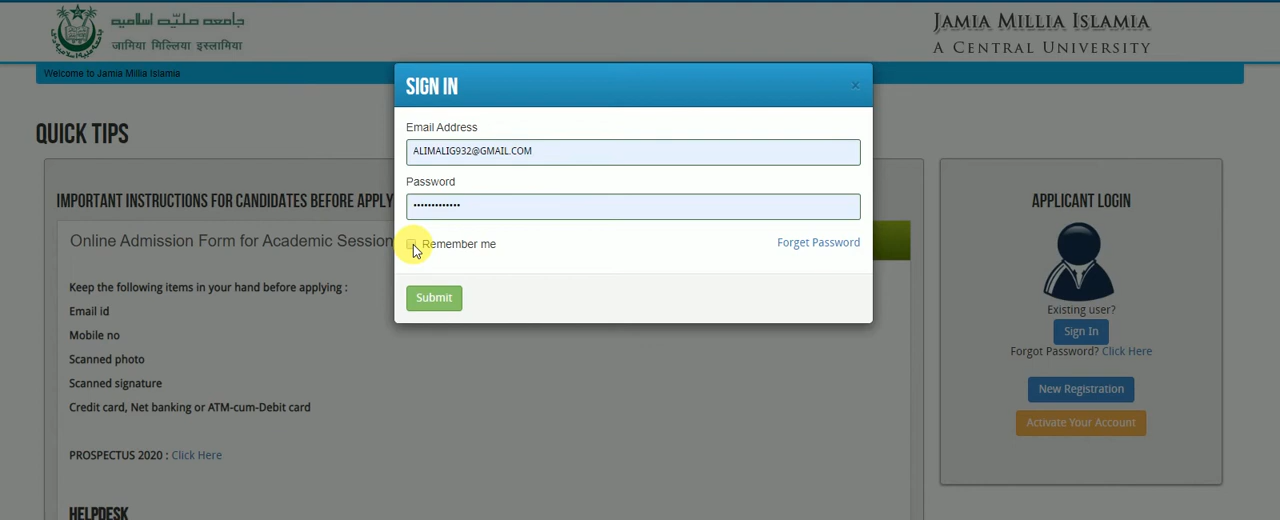 جامعہ ملیہ اسلامیہ
जामिया मिल्लिया इस्लामिया
JAMIA MILLIA ISLAMIA
A CENTRAL UNIVERSITY
Welcome to Jamia Millia Islamia
SIGN IN
×
Email Address
ALIMALIG932@GMAIL.COM
Password
•••••••••••••
Remember me
Forget Password
Submit
QUICK TIPS
IMPORTANT INSTRUCTIONS FOR CANDIDATES BEFORE APPLY
Online Admission Form for Academic Session
Keep the following items in your hand before applying :
Email id
Mobile no
Scanned photo
Scanned signature
Credit card, Net banking or ATM-cum-Debit card
PROSPECTUS 2020 : Click Here
HELPDESK
APPLICANT LOGIN
Existing user?
Sign In
Forgot Password? Click Here
New Registration
Activate Your Account